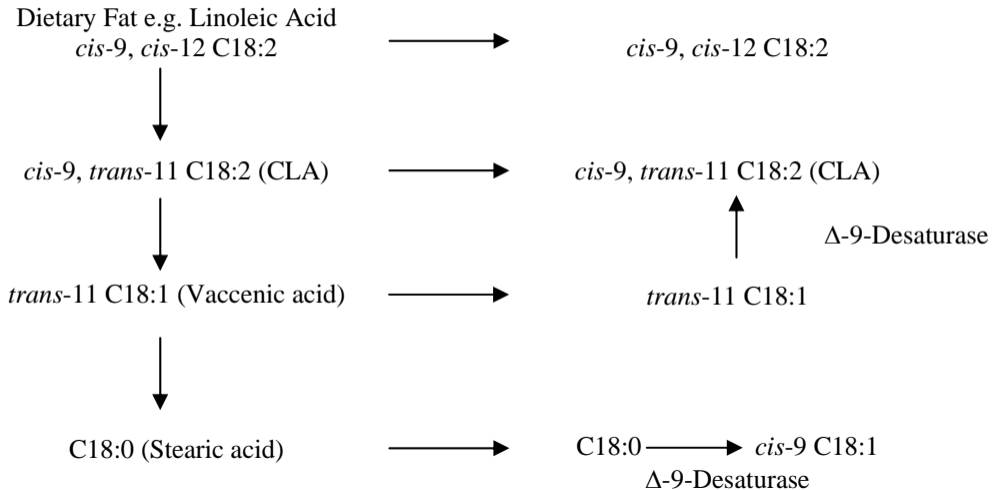 Dietary Fat e.g. Linoleic Acid
cis-9, cis-12 C18:2
cis-9, cis-12 C18:2
cis-9, trans-11 C18:2 (CLA)
cis-9, trans-11 C18:2 (CLA)
Δ-9-Desaturase
trans-11 C18:1 (Vaccenic acid)
trans-11 C18:1
C18:0 (Stearic acid)
C18:0
cis-9 C18:1
Δ-9-Desaturase